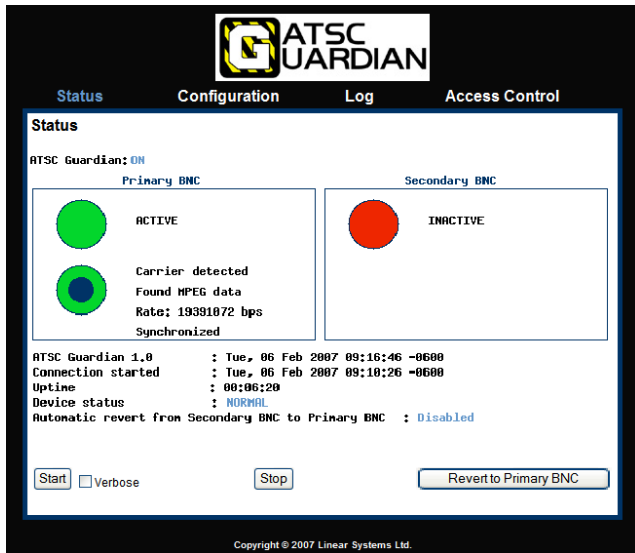 ATSC
GUARDIAN
Status Configuration Log Access Control
Status
ATSC Guardian: ON
Primary BNC Secondary BNC
ACTIVE INACTIVE
Carrier detected
Found MPEG data
Rate: 19391072 bps
Synchronized
ATSC Guardian 1.0 : Tue, 06 Feb 2007 09:16:46 -0600
Connection started : Tue, 06 Feb 2007 09:10:26 -0600
Uptime : 00:06:20
Device status : NORMAL
Automatic revert from Secondary BNC to Primary BNC : Disabled
Start Verbose Stop Revert to Primary BNC
Copyright © 2007 Linear Systems Ltd.